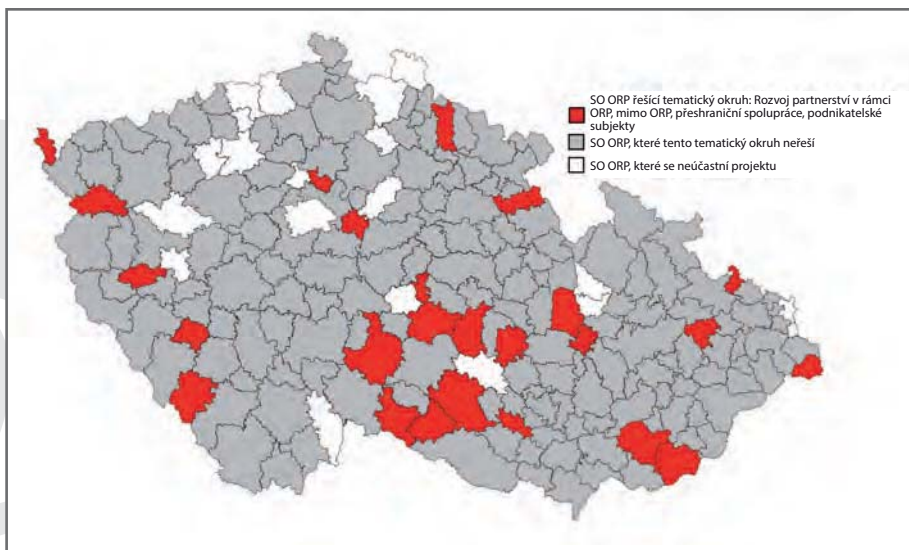 SO ORP řešící tematický okruh: Rozvoj partnerství v rámci
ORP, mimo ORP, přeshraniční spolupráce, podnikatelské
subjekty
SO ORP, které tento tematický okruh neřeší
SO ORP, které se neúčastní projektu